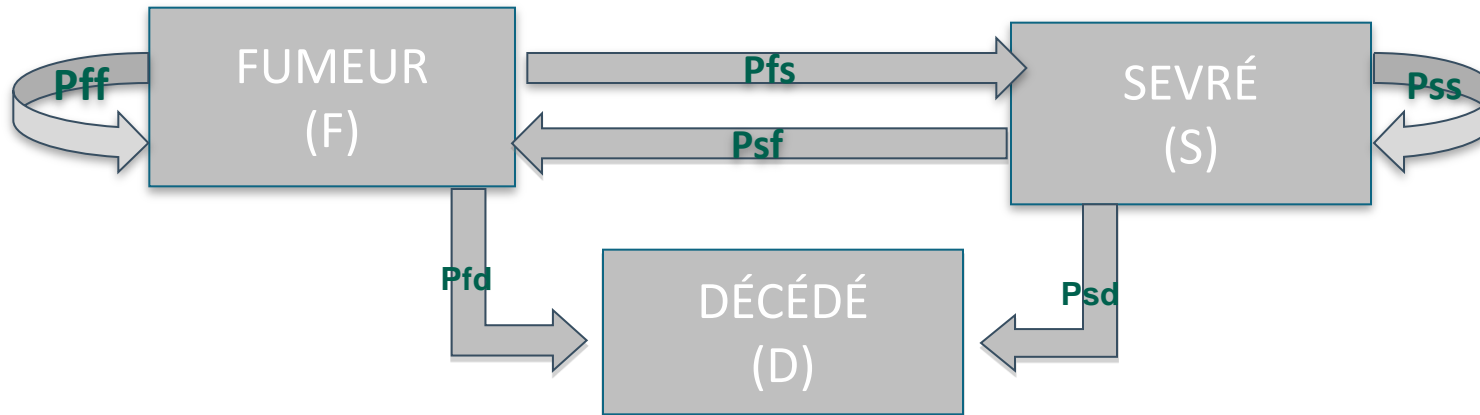 FUMEUR
(F)
Pff
Pfs
Psf
SEVRÉ
(S)
Pss
Pfd
DÉCÉDÉ
(D)
Psd